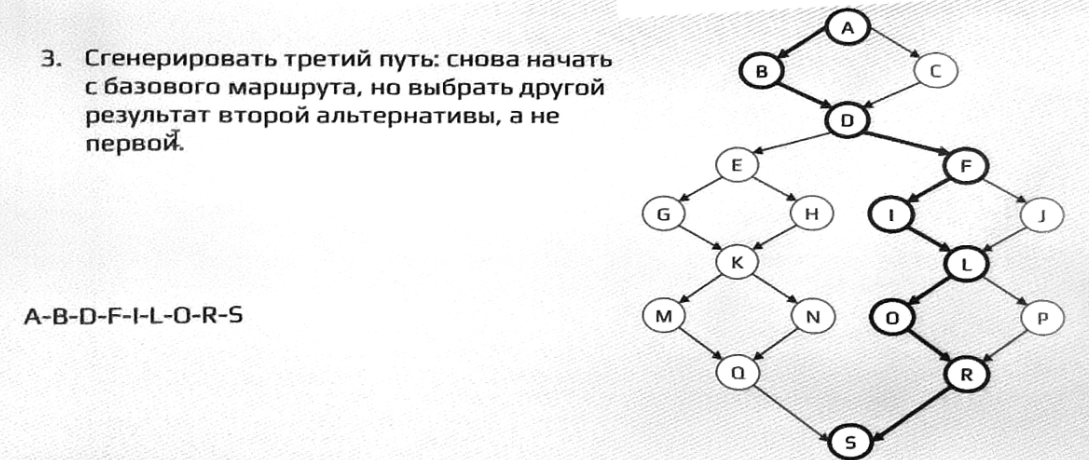 3. Сгенерировать третий путь: снова начать
с базового маршрута, но выбрать другой
результат второй альтернативы, а не
первой.
A-B-D-F-I-L-O-R-S
A
B
C
D
E
F
G
H
I
J
K
L
M
N
O
P
Q
R
S